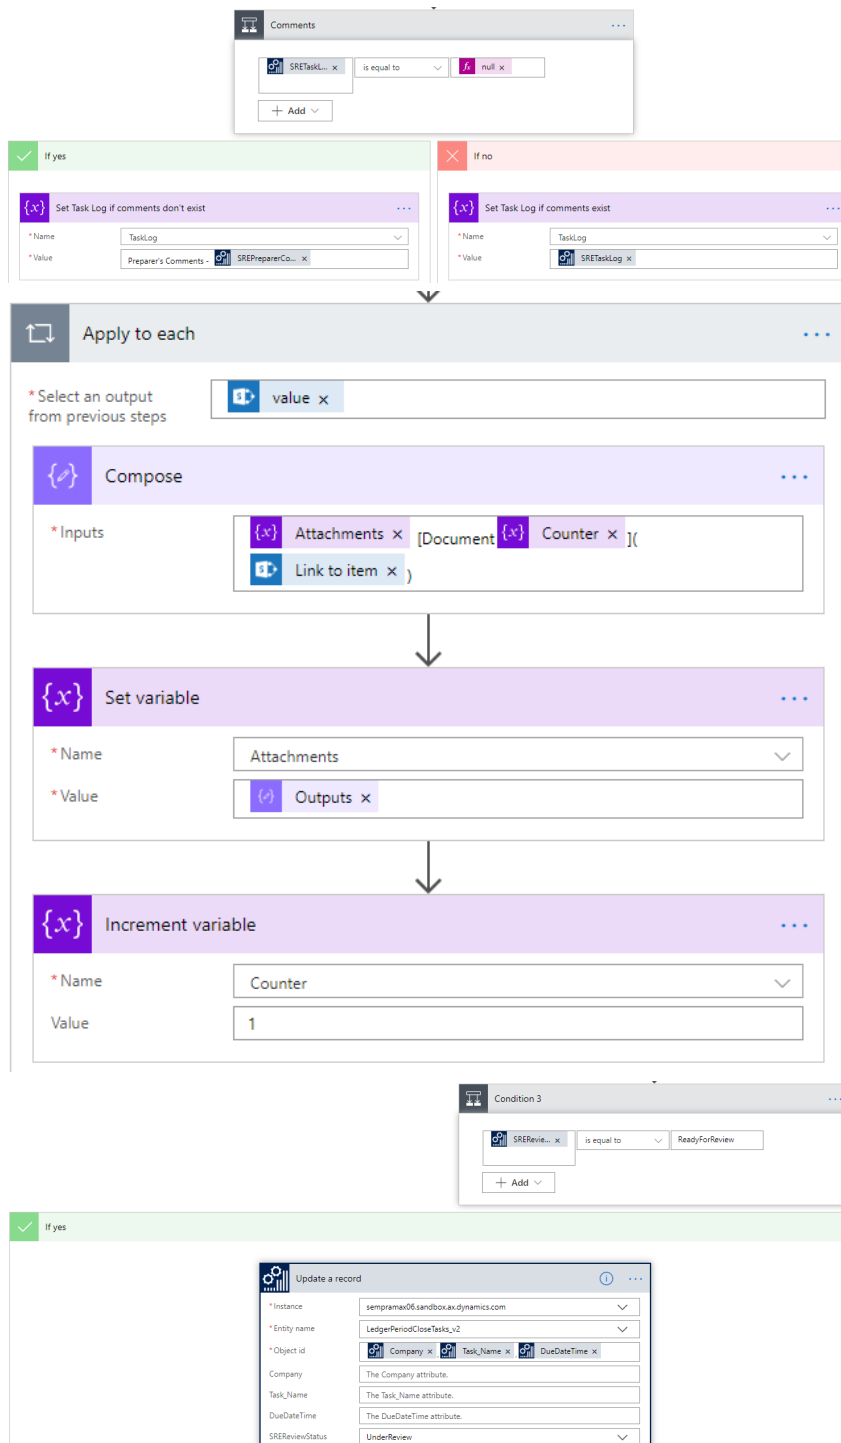 Comments ...
SRETaskL... × is equal to fx null ×
+ Add
If yes
If no
{x} Set Task Log if comments don't exist ...
* Name TaskLog
* Value Preparer's Comments - SREPreparerCo... ×
{x} Set Task Log if comments exist ...
* Name TaskLog
* Value SRETaskLog ×
Apply to each ...
* Select an output
from previous steps
value ×
Compose ...
* Inputs {x} Attachments × [Document {x} Counter × ](
Link to item × )
{x} Set variable ...
* Name Attachments
* Value Outputs ×
{x} Increment variable ...
* Name Counter
Value 1
Condition 3 ...
SRERevie... × is equal to ReadyForReview
+ Add
If yes
Update a record ...
* Instance sempramax06.sandbox.ax.dynamics.com
* Entity name LedgerPeriodCloseTasks_v2
* Object id Company × , Task_Name × , DueDateTime ×
Company The Company attribute.
Task_Name The Task_Name attribute.
DueDateTime The DueDateTime attribute.
SREReviewStatus UnderReview